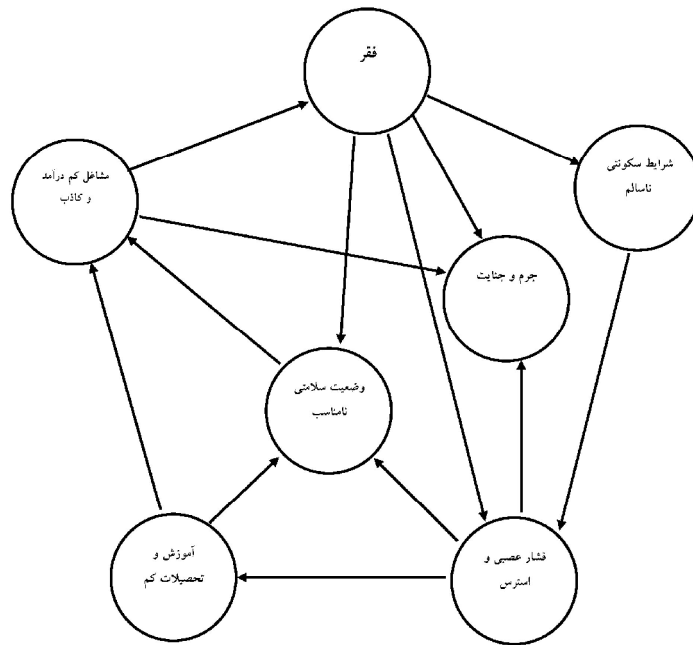 فقر
شرایط سکونتی
ناسالم
مشاغل کم درآمد
و کاذب
جرم و جنایت
وضعیت سلامتی
نامناسب
آموزش و
تحصیلات کم
فشار عصبی و
استرس